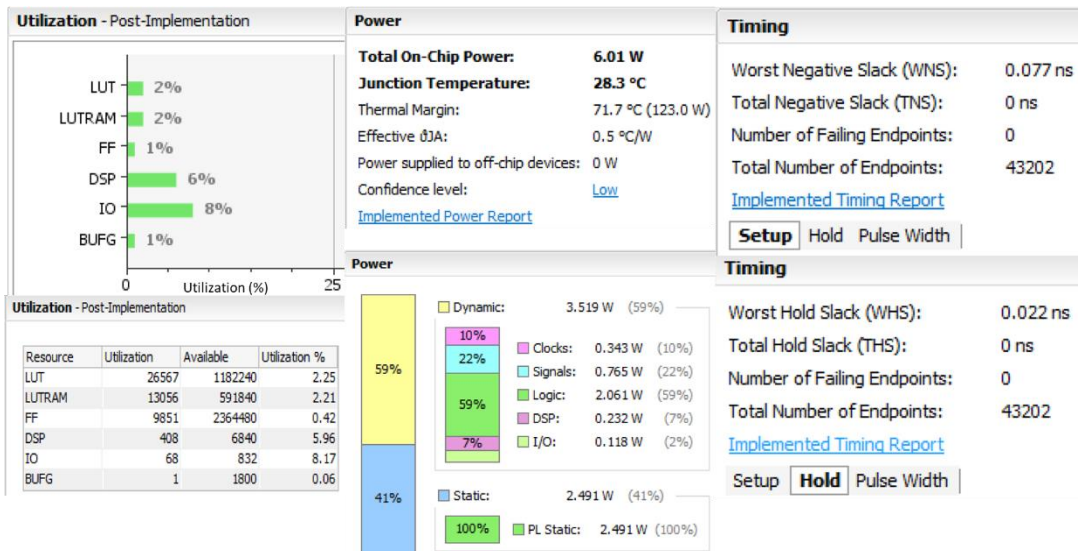 Utilization - Post-Implementation
LUT 2%
LUTRAM 2%
FF 1%
DSP 6%
IO 8%
BUFG 1%
0 25
Utilization (%)
Utilization - Post-Implementation
Resource Utilization Available Utilization %
LUT 26567 1182240 2.25
LUTRAM 13056 591840 2.21
FF 9851 2364480 0.42
DSP 408 6840 5.96
IO 68 832 8.17
BUFG 1 1800 0.06
Power
Total On-Chip Power: 6.01 W
Junction Temperature: 28.3 °C
Thermal Margin: 71.7 °C (123.0 W)
Effective ϑJA: 0.5 °C/W
Power supplied to off-chip devices: 0 W
Confidence level: Low
Implemented Power Report
Power
59%
41%
Dynamic: 3.519 W (59%)
10%
22%
59%
7%
Clocks: 0.343 W (10%)
Signals: 0.765 W (22%)
Logic: 2.061 W (59%)
DSP: 0.232 W (7%)
I/O: 0.118 W (2%)
Static: 2.491 W (41%)
100% PL Static: 2.491 W (100%)
Timing
Worst Negative Slack (WNS): 0.077 ns
Total Negative Slack (TNS): 0 ns
Number of Failing Endpoints: 0
Total Number of Endpoints: 43202
Implemented Timing Report
Setup Hold Pulse Width
Timing
Worst Hold Slack (WHS): 0.022 ns
Total Hold Slack (THS): 0 ns
Number of Failing Endpoints: 0
Total Number of Endpoints: 43202
Implemented Timing Report
Setup Hold Pulse Width